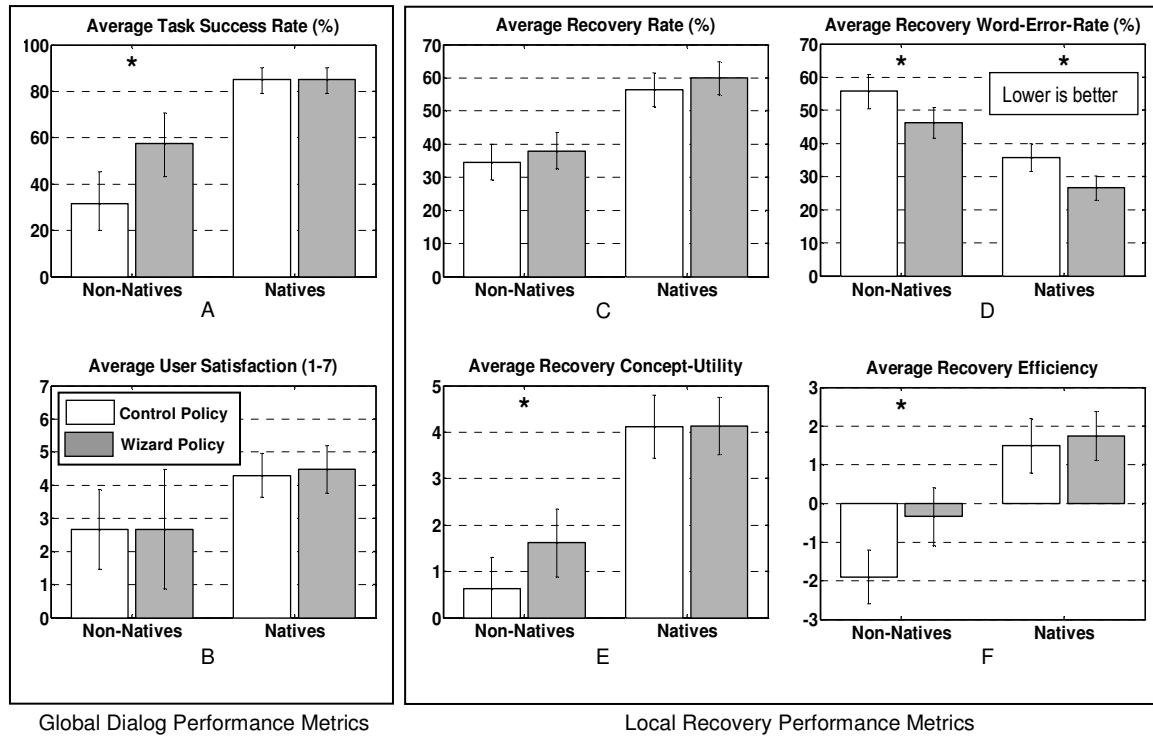 Average Task Success Rate (%)
100
80
60
40
20
0
*
Non-Natives
Natives
A
Average User Satisfaction (1-7)
7
6
5
4
3
2
1
0
Control Policy
Wizard Policy
Non-Natives
Natives
B
Global Dialog Performance Metrics
Average Recovery Rate (%)
70
60
50
40
30
20
10
0
Non-Natives
Natives
C
Average Recovery Word-Error-Rate (%)
70
60
50
40
30
20
10
0
*
*
Lower is better
Non-Natives
Natives
D
Average Recovery Concept-Utility
5
4
3
2
1
0
*
Non-Natives
Natives
E
Average Recovery Efficiency
3
2
1
0
-1
-2
-3
*
Non-Natives
Natives
F
Local Recovery Performance Metrics